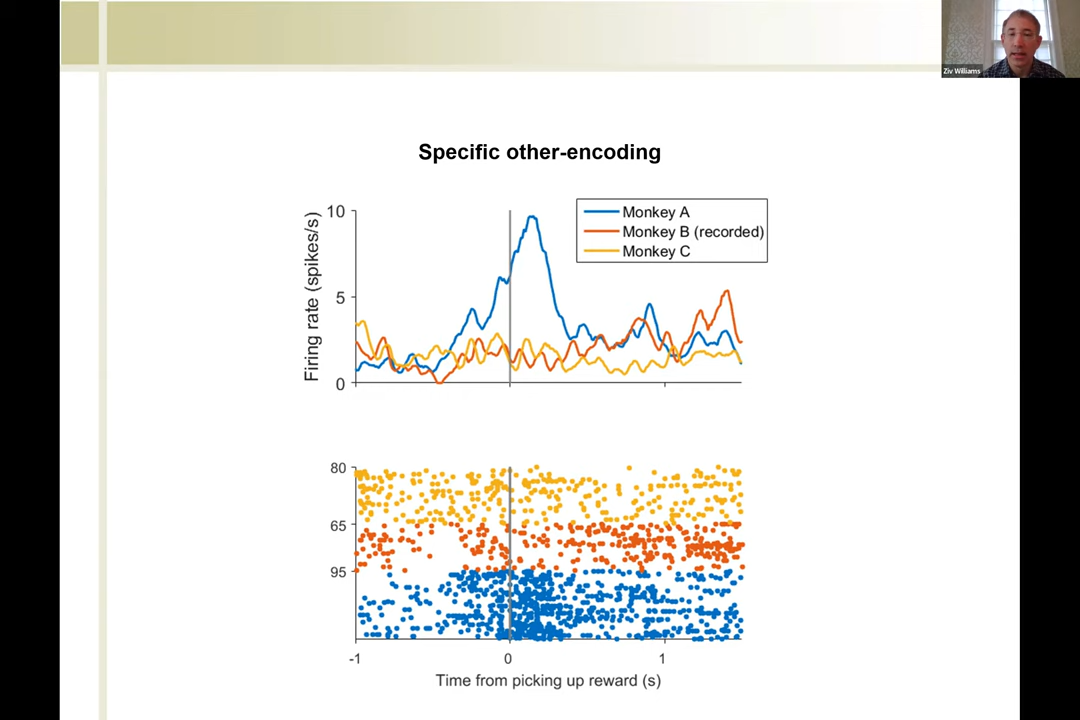 Ziv Williams
Specific other-encoding
Firing rate (spikes/s)
10
5
0
Monkey A
Monkey B (recorded)
Monkey C
80
65
95
-1
0
1
Time from picking up reward (s)